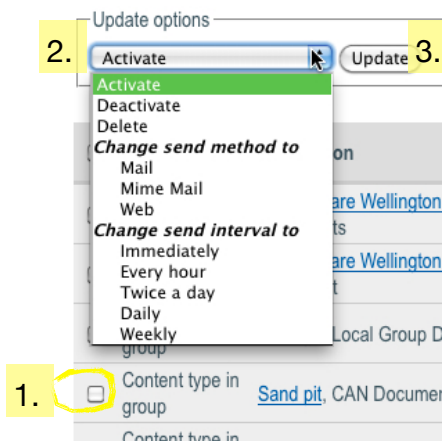 Update options
2. Activate Update 3.
Activate
Deactivate
Delete
Change send method to
Mail
Mime Mail
Web
Change send interval to
Immediately
Every hour
Twice a day
Daily
Weekly
on
are Wellington
ts
are Wellington
t
Local Group D
group
1. Content type in
group Sand pit, CAN Documen
Content type in